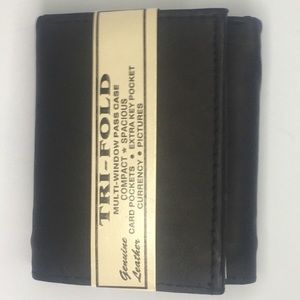 TRI-FOLD
MULTI-WINDOW PASS CASE
COMPACT ★ SPACIOUS
CARD POCKETS • EXTRA KEY POCKET
CURRENCY • PICTURES
Genuine
Leather